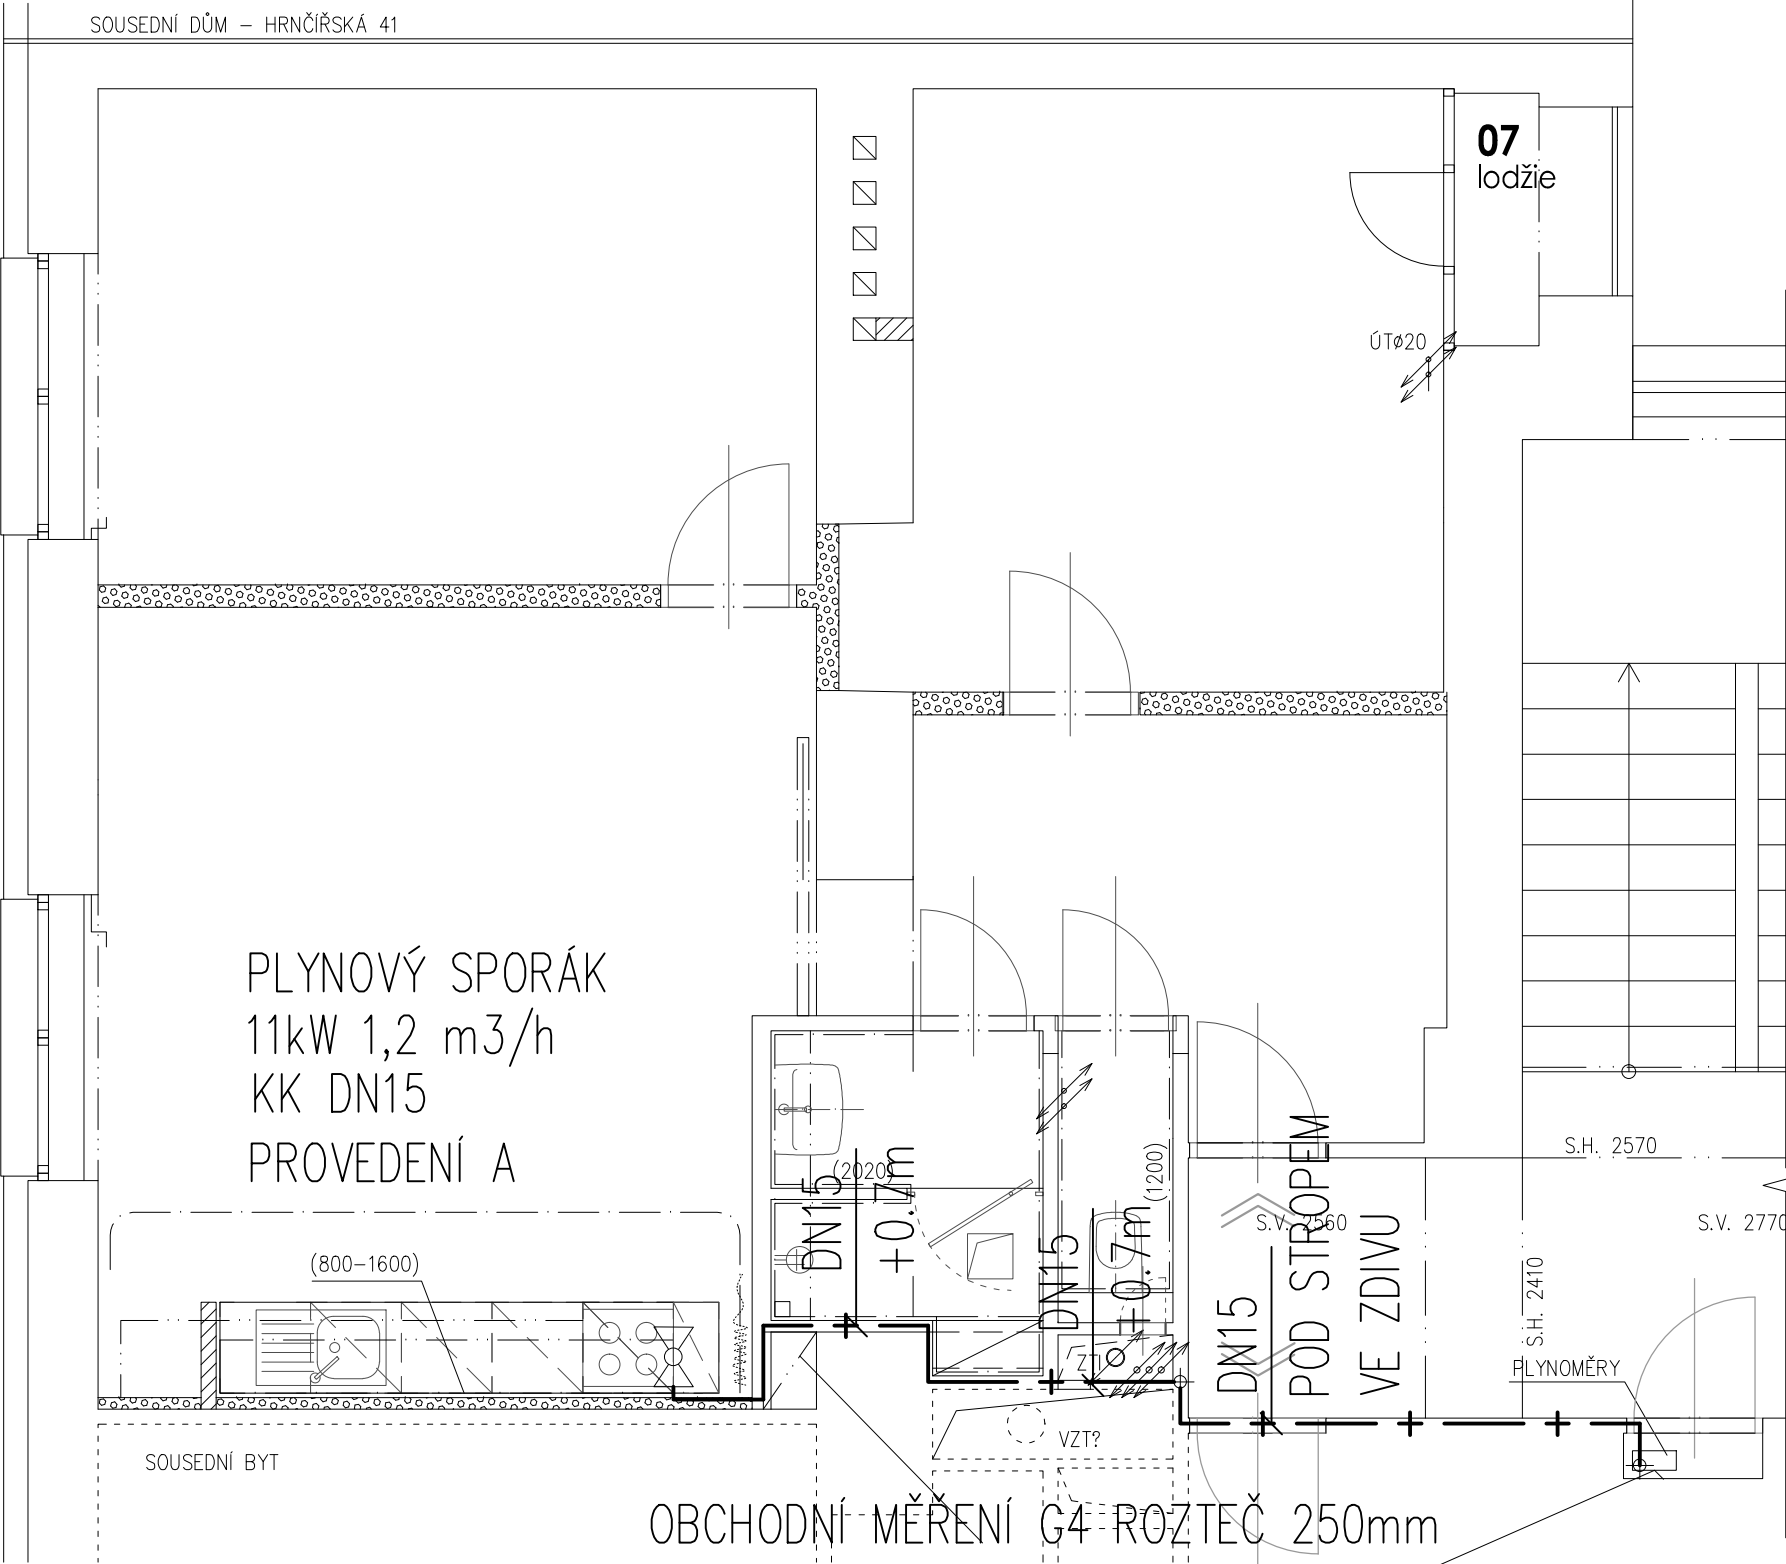 SOUSEDNÍ DŮM – HRNČÍŘSKÁ 41
07
lodžie
ÚTø20
PLYNOVÝ SPORÁK
11kW 1,2 m3/h
KK DN15
PROVEDENÍ A
(800–1600)
(2020)
DN15
+0.7m
(1200)
DN15
+0.7m
ZTI
VZT?
DN15
POD STROPEM
VE ZDIVU
S.V. 2560
S.H. 2570
S.V. 2770
S.H. 2410
PLYNOMĚRY
SOUSEDNÍ BYT
OBCHODNÍ MĚŘENÍ G4 ROZTEČ 250mm